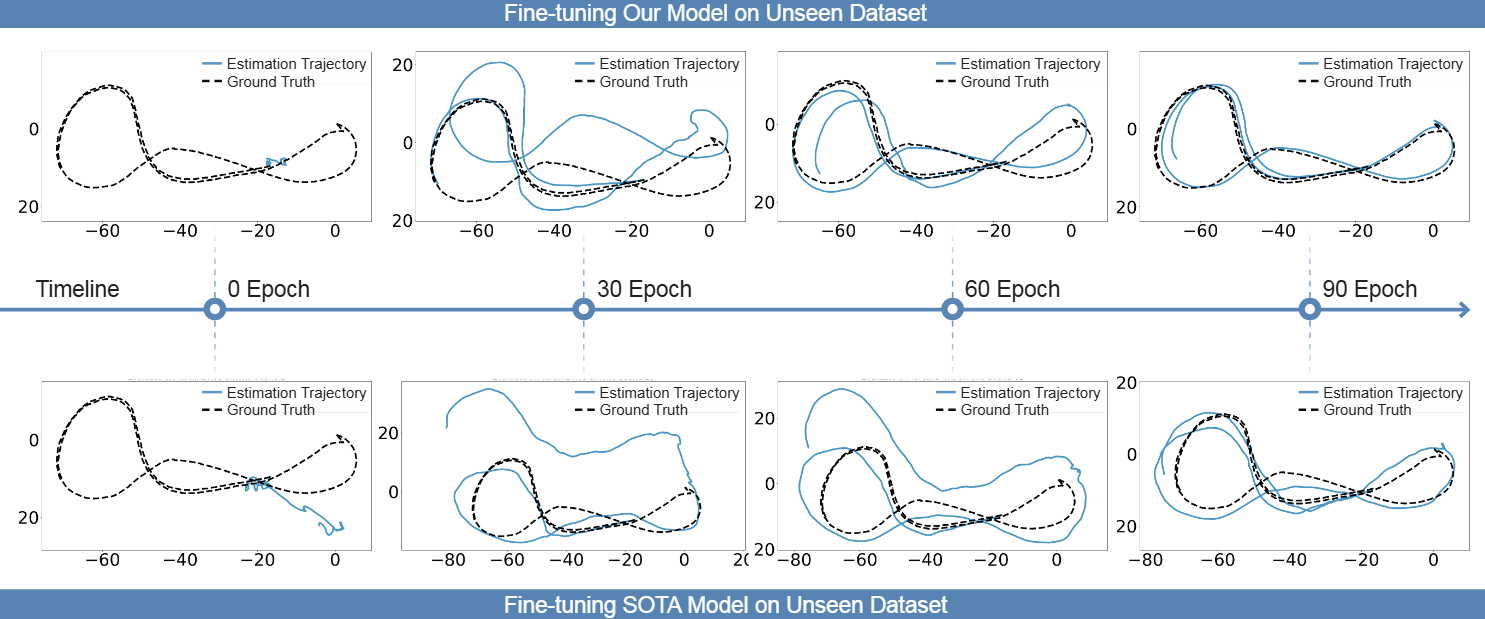 Fine-tuning Our Model on Unseen Dataset
Estimation Trajectory
Ground Truth
0
20
−60 −40 −20 0
Estimation Trajectory
Ground Truth
20
0
20
−60 −40 −20 0
Estimation Trajectory
Ground Truth
0
20
−60 −40 −20 0
Estimation Trajectory
Ground Truth
0
20
−60 −40 −20 0
Timeline
0 Epoch
30 Epoch
60 Epoch
90 Epoch
Estimation Trajectory
Ground Truth
0
20
−60 −40 −20 0
Estimation Trajectory
Ground Truth
20
0
−80 −60 −40 −20 0
Estimation Trajectory
Ground Truth
20
0
20
−80 −60 −40 −20 0
Estimation Trajectory
Ground Truth
20
0
20
−80 −60 −40 −20 0
Fine-tuning SOTA Model on Unseen Dataset